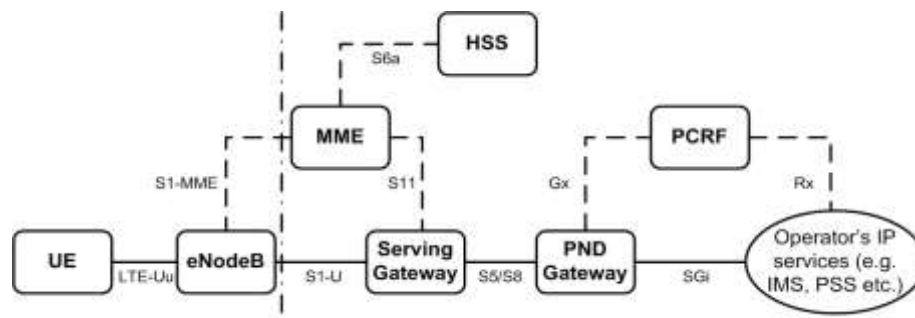 HSS
S6a
MME
PCRF
S1-MME
S11
Gx
Rx
UE
LTE-Uu
eNodeB
S1-U
Serving
Gateway
S5/S8
PND
Gateway
SGi
Operator's IP
services (e.g.
IMS, PSS etc.)